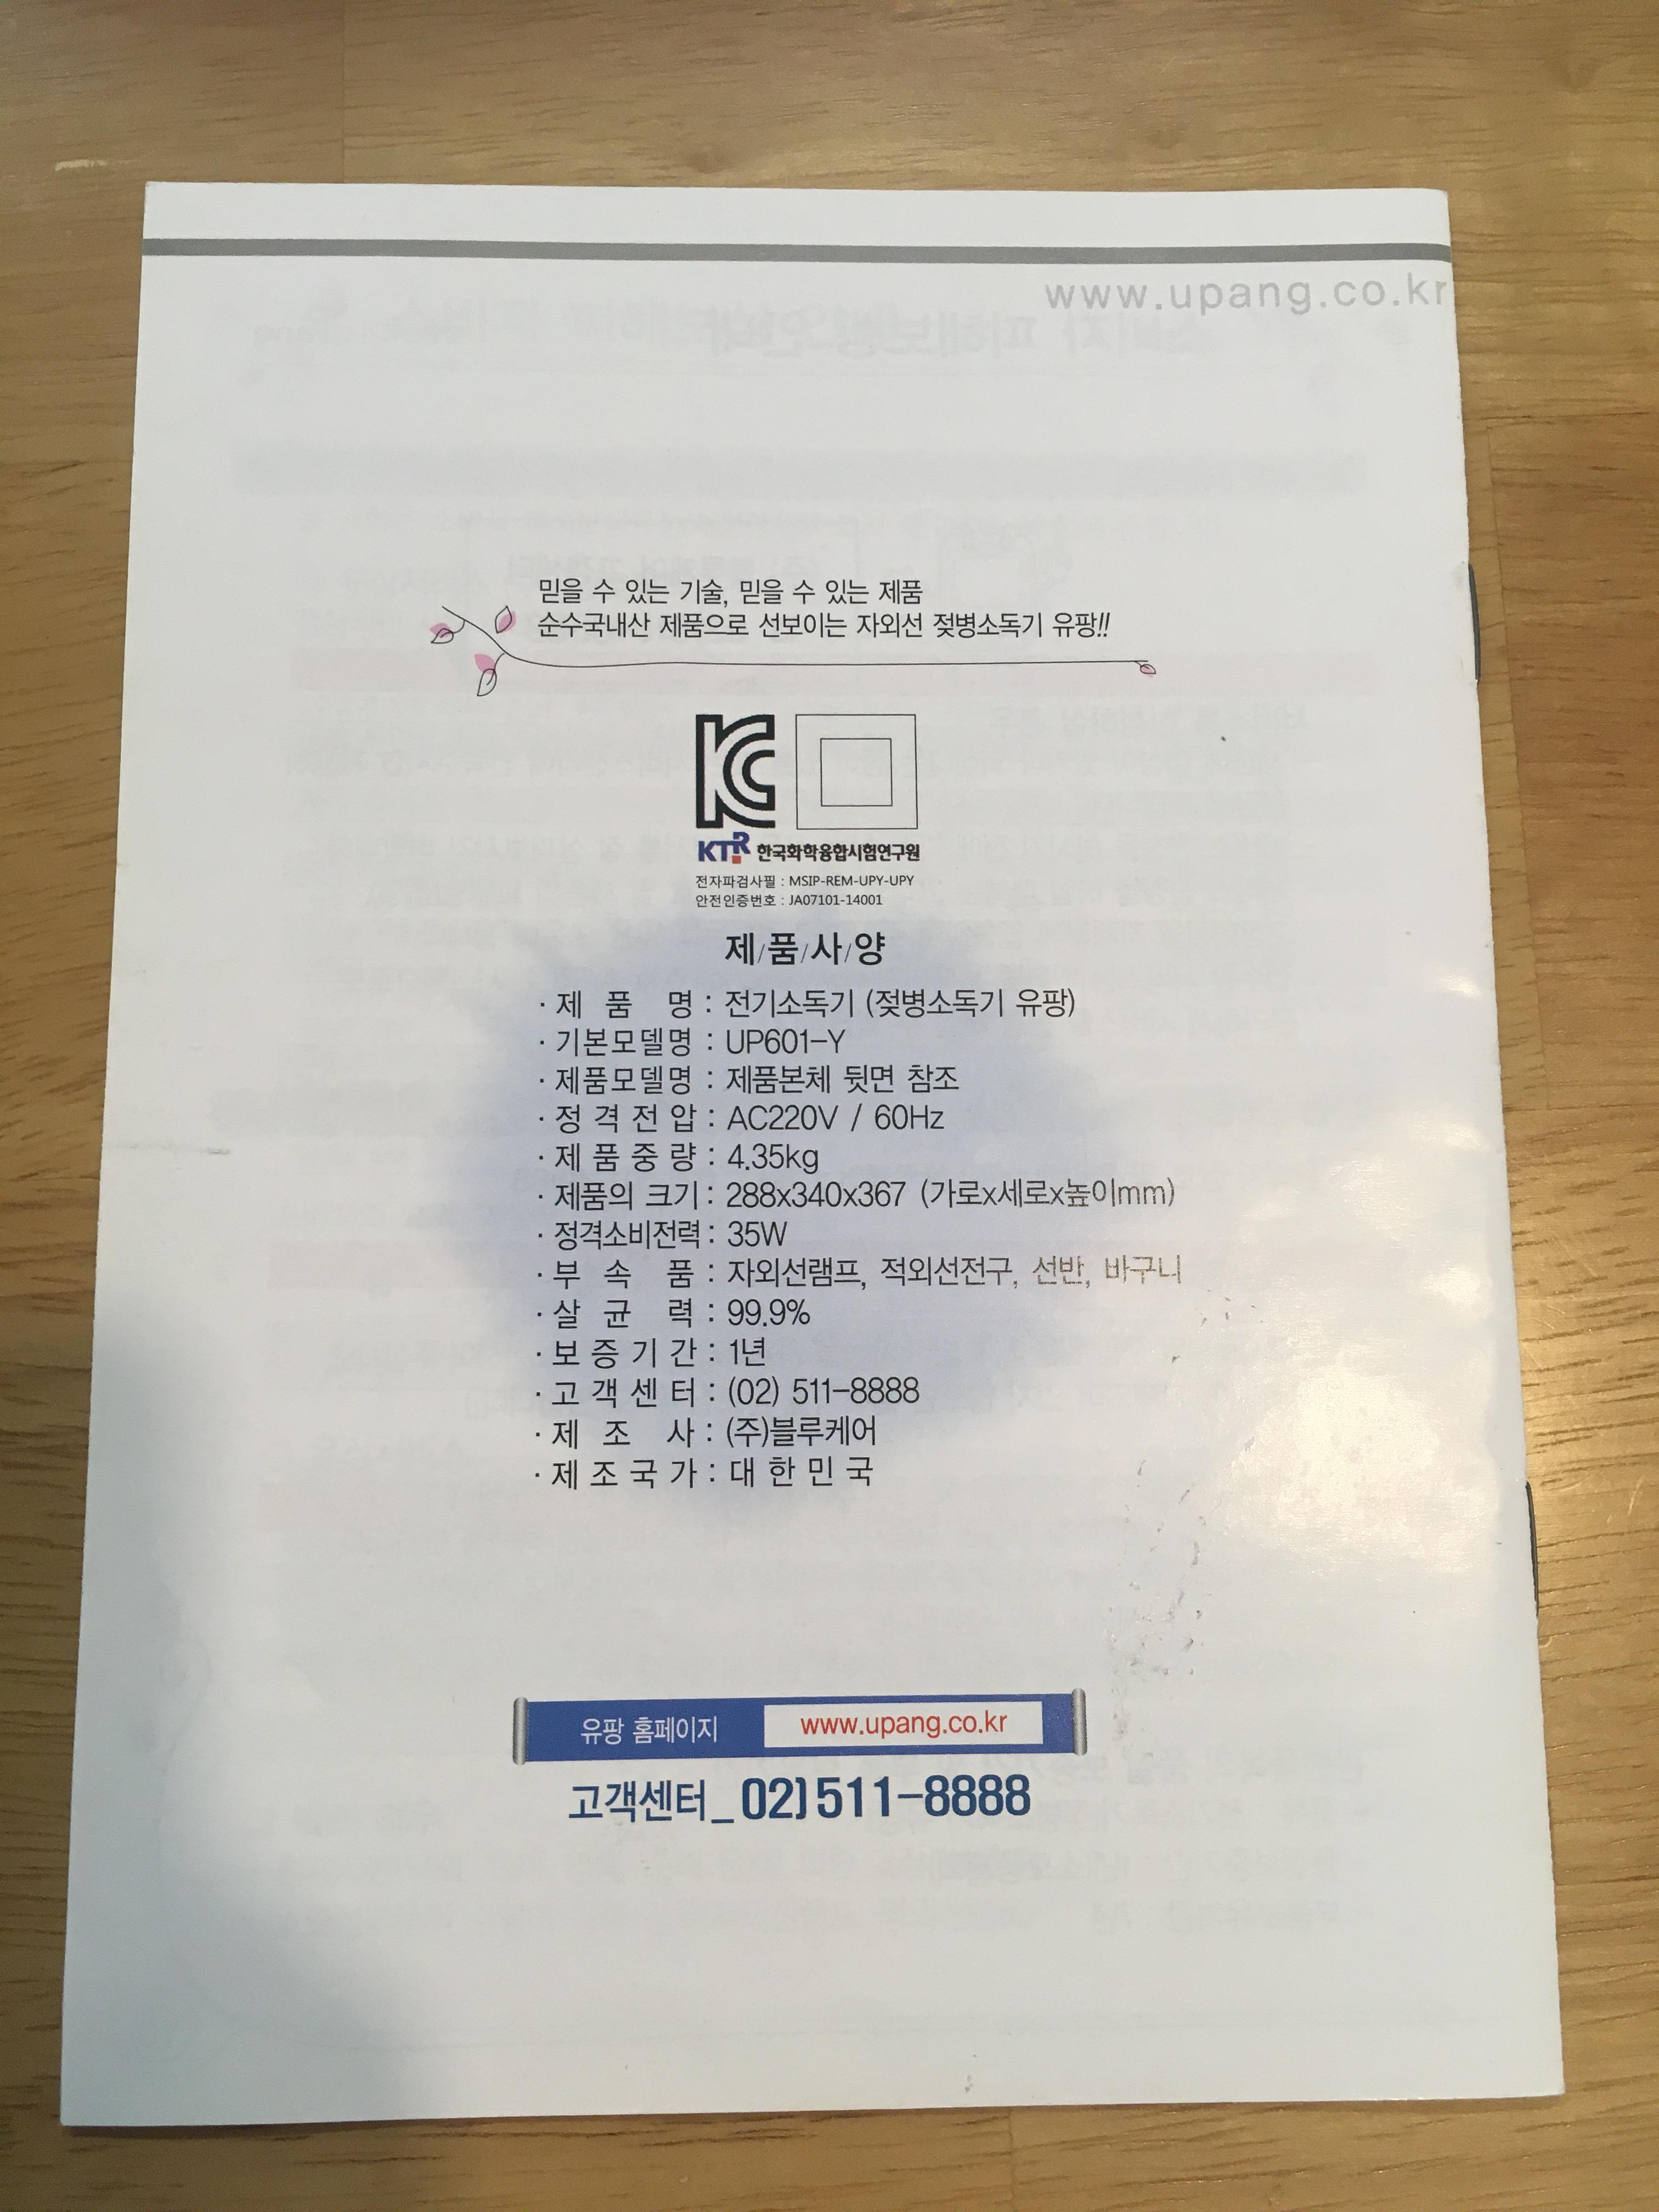 www.upang.co.kr
믿을 수 있는 기술, 믿을 수 있는 제품
순수국내산 제품으로 선보이는 자외선 젖병소독기 유팡!!
KC
KTR 한국화학융합시험연구원
전자파검사필 : MSIP-REM-UPY-UPY
안전인증번호 : JA07101-14001
제/품/사/양
· 제 품 명 : 전기소독기 (젖병소독기 유팡)
· 기본모델명 : UP601-Y
· 제품모델명 : 제품본체 뒷면 참조
· 정 격 전 압 : AC220V / 60Hz
· 제 품 중 량 : 4.35kg
· 제품의 크기 : 288x340x367 (가로x세로x높이mm)
· 정격소비전력 : 35W
· 부 속 품 : 자외선램프, 적외선전구, 선반, 바구니
· 살 균 력 : 99.9%
· 보 증 기 간 : 1년
· 고 객 센 터 : (02) 511-8888
· 제 조 사 : (주)블루케어
· 제 조 국 가 : 대 한 민 국
유팡 홈페이지 www.upang.co.kr
고객센터_02)511-8888